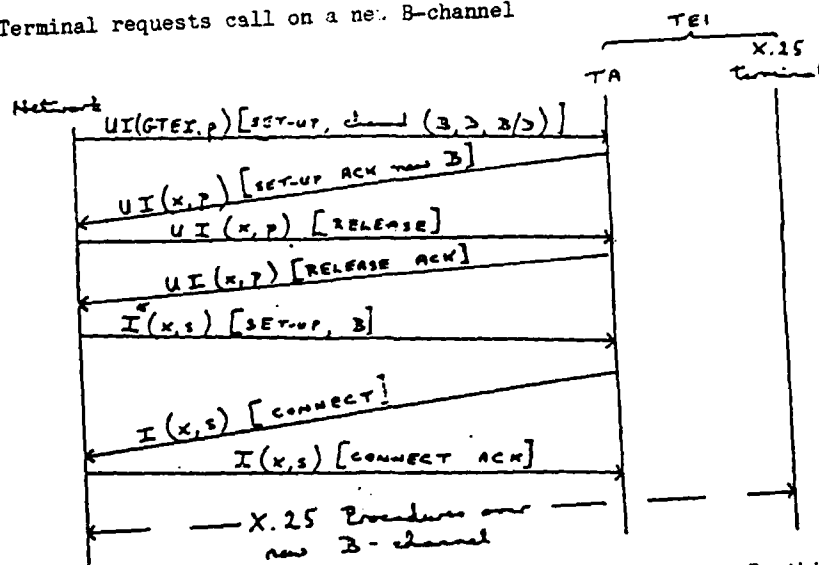 Terminal requests call on a new B-channel
TE1
X.25
TA
Terminal
Network
UI(GTEI,p) [SET-UP, channel (B, D, B/D)]
UI(x,p) [SET-UP ACK new B]
UI(x,p) [RELEASE]
UI(x,p) [RELEASE ACK]
I*(x,s) [SET-UP, B]
I(x,s) [CONNECT]
I(x,s) [CONNECT ACK]
X.25 Procedures over
new B-channel